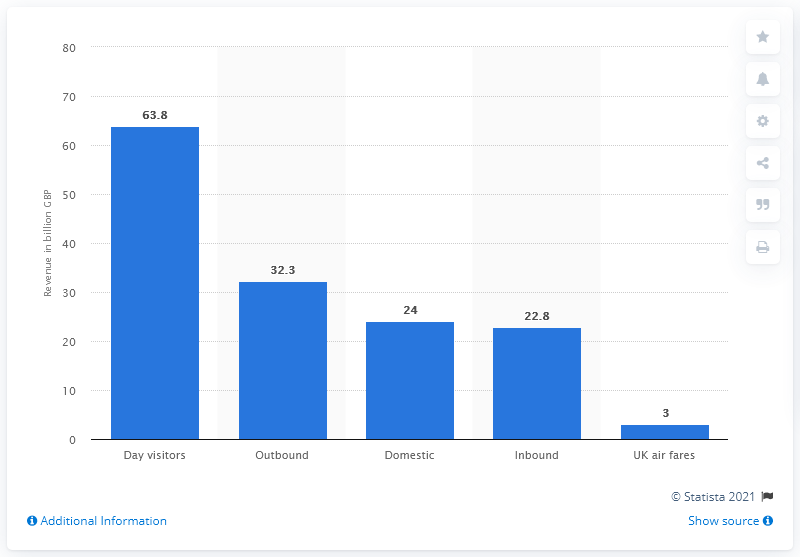 80
70
60
50
40
30
20
10
0
Revenue in billion GBP
63.8
32.3
24
22.8
3
Day visitors
Outbound
Domestic
Inbound
UK air fares
© Statista 2021
Additional Information
Show source